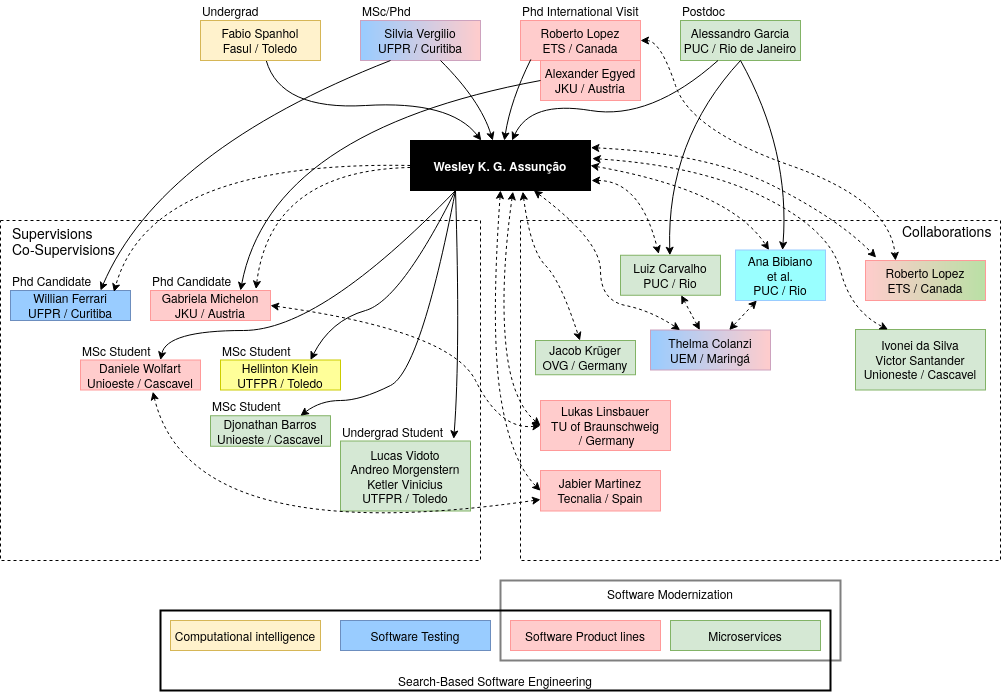 Undergrad
Fabio Spanhol
Fasul / Toledo
MSc/Phd
Silvia Vergilio
UFPR / Curitiba
Phd International Visit
Roberto Lopez
ETS / Canada
Alexander Egyed
JKU / Austria
Postdoc
Alessandro Garcia
PUC / Rio de Janeiro
Wesley K. G. Assunção
Supervisions
Co-Supervisions
Phd Candidate
Willian Ferrari
UFPR / Curitiba
Phd Candidate
Gabriela Michelon
JKU / Austria
MSc Student
Daniele Wolfart
Unioeste / Cascavel
MSc Student
Hellinton Klein
UTFPR / Toledo
MSc Student
Djonathan Barros
Unioeste / Cascavel
Undergrad Student
Lucas Vidoto
Andreo Morgenstern
Ketler Vinicius
UTFPR / Toledo
Collaborations
Luiz Carvalho
PUC / Rio
Ana Bibiano
et al.
PUC / Rio
Roberto Lopez
ETS / Canada
Jacob Krüger
OVG / Germany
Thelma Colanzi
UEM / Maringá
Ivonei da Silva
Victor Santander
Unioneste / Cascavel
Lukas Linsbauer
TU of Braunschweig
/ Germany
Jabier Martinez
Tecnalia / Spain
Software Modernization
Computational intelligence
Software Testing
Software Product lines
Microservices
Search-Based Software Engineering